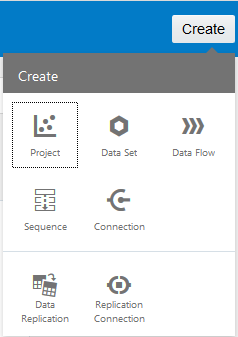 Create
Create
Project
Data Set
Data Flow
Sequence
Connection
Data
Replication
Replication
Connection